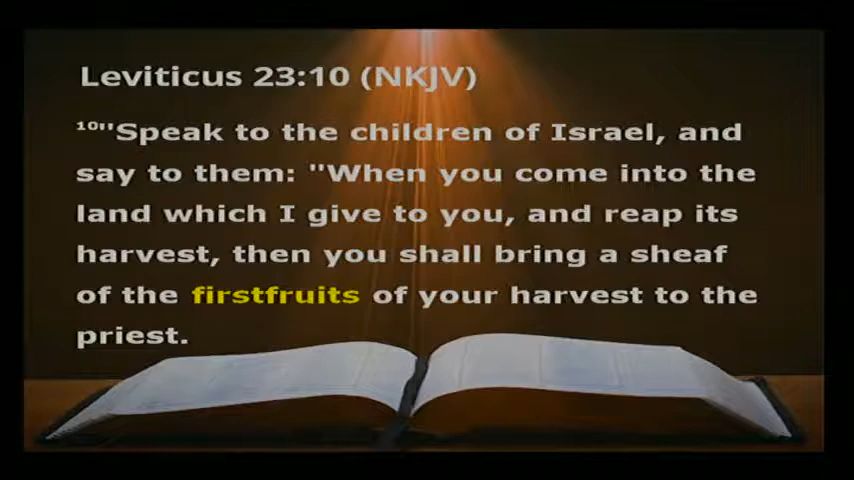 Leviticus 23:10 (NKJV)
¹⁰"Speak to the children of Israel, and
say to them: "When you come into the
land which I give to you, and reap its
harvest, then you shall bring a sheaf
of the firstfruits of your harvest to the
priest.